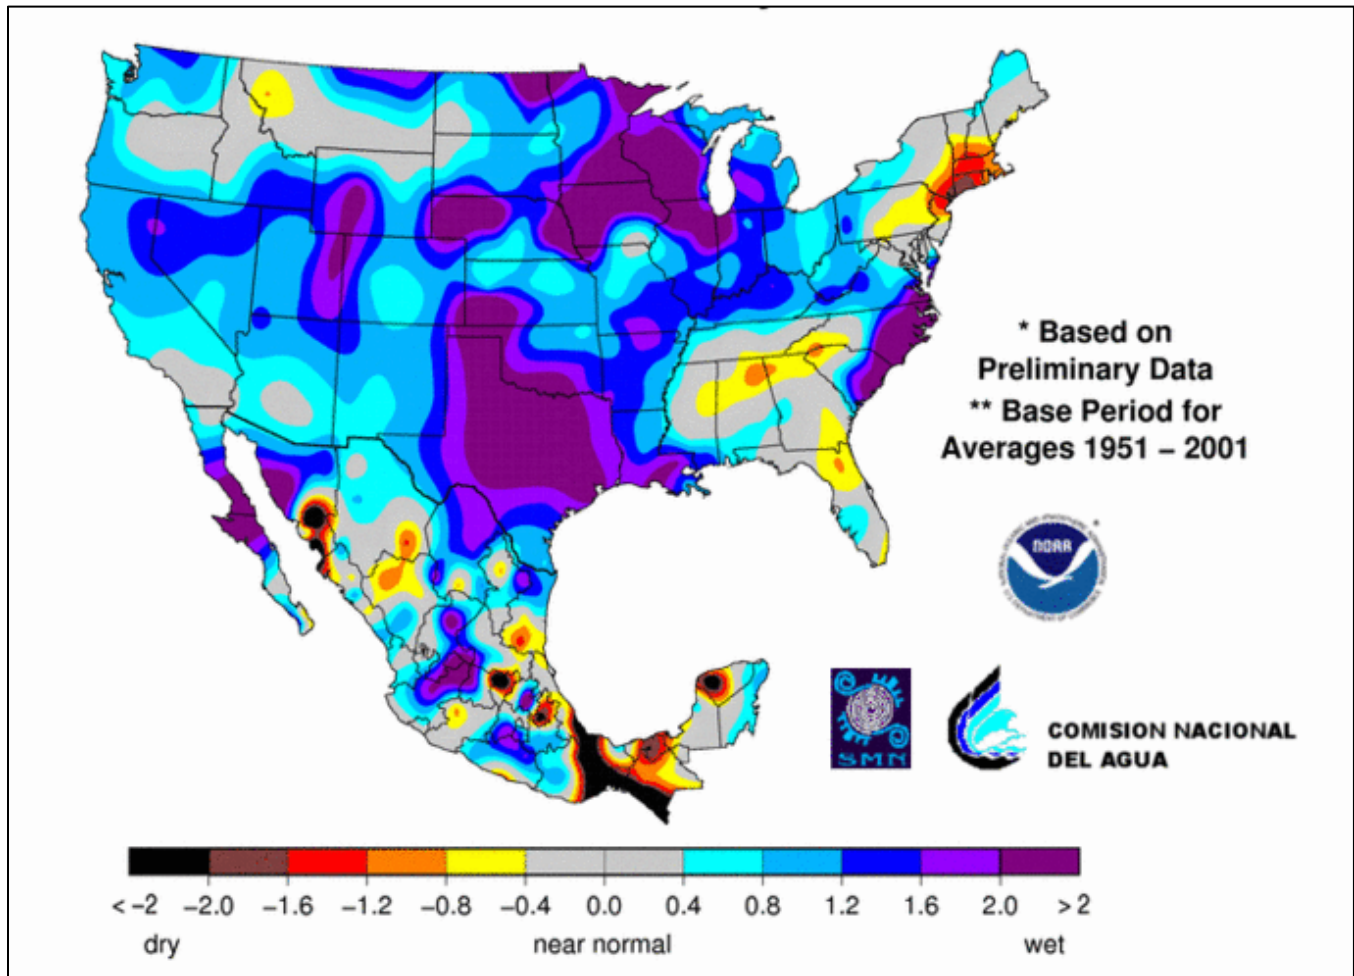 * Based on
Preliminary Data
** Base Period for
Averages 1951 – 2001
NOAA
SMN
COMISION NACIONAL
DEL AGUA
< −2 −2.0 −1.6 −1.2 −0.8 −0.4 0.0 0.4 0.8 1.2 1.6 2.0 > 2
dry near normal wet